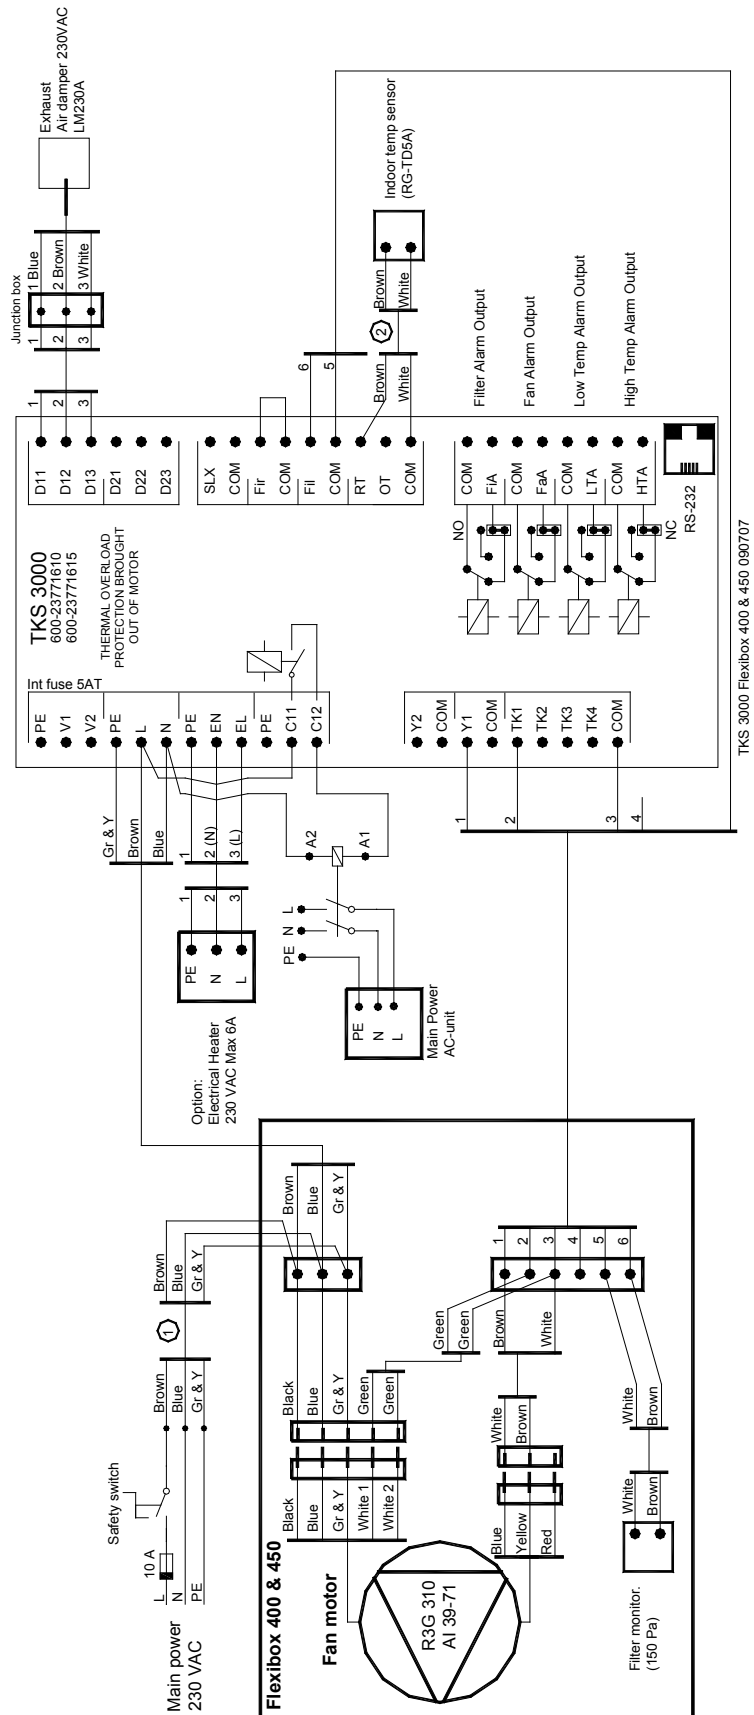 Main power
230 VAC
L
N
PE
10 A
Safety switch
Brown
Blue
Gr & Y
1
Brown
Blue
Gr & Y
Flexibox 400 & 450
Fan motor
R3G 310
AI 39-71
Black
Blue
Gr & Y
White 1
White 2
Black
Blue
Gr & Y
Green
Green
Brown
Blue
Gr & Y
Blue
Yellow
Red
White
Brown
Green
Green
Brown
White
1
2
3
4
5
6
Filter monitor.
(150 Pa)
White
Brown
White
Brown
Option:
Electrical Heater
230 VAC Max 6A
PE
N
L
1
2
3
1
2 (N)
3 (L)
Gr & Y
Brown
Blue
Main Power
AC-unit
PE
N
L
PE
N
L
A2
A1
1
2
3
4
TKS 3000
600-23771610
600-23771615
THERMAL OVERLOAD
PROTECTION BROUGHT
OUT OF MOTOR
Int fuse 5AT
PE
V1
V2
PE
L
N
PE
EN
EL
PE
C11
C12
Y2
COM
Y1
COM
TK1
TK2
TK3
TK4
COM
D11
D12
D13
D21
D22
D23
SLX
COM
Fir
COM
Fil
COM
RT
OT
COM
COM
FiA
COM
FaA
COM
LTA
COM
HTA
NO
NC
RS-232
1
2
3
Junction box
1
2
3
1 Blue
2 Brown
3 White
Exhaust
Air damper 230VAC
LM230A
6
5
Brown
White
2
Brown
White
Indoor temp sensor
(RG-TD5A)
Filter Alarm Output
Fan Alarm Output
Low Temp Alarm Output
High Temp Alarm Output
TKS 3000 Flexibox 400 & 450 090707